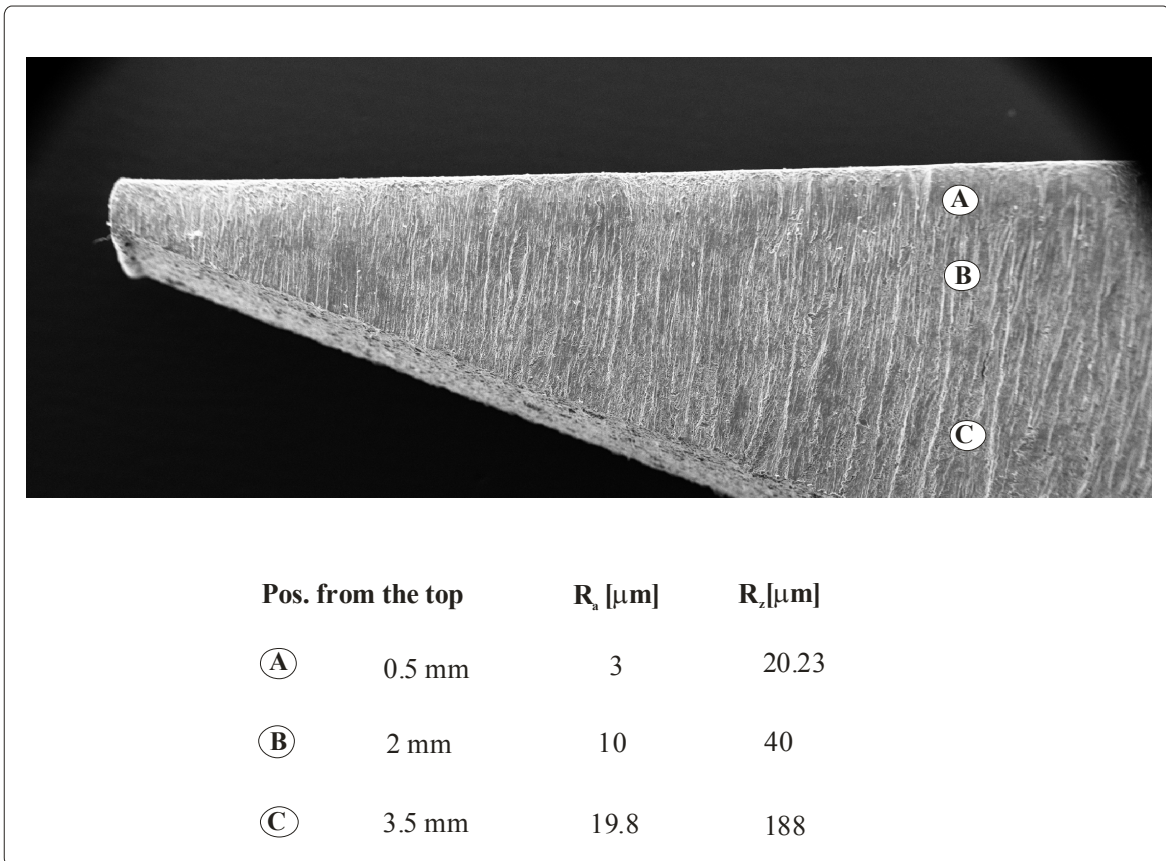 A
B
C
Pos. from the top Rₐ [μm] R_z[μm]
A 0.5 mm 3 20.23
B 2 mm 10 40
C 3.5 mm 19.8 188